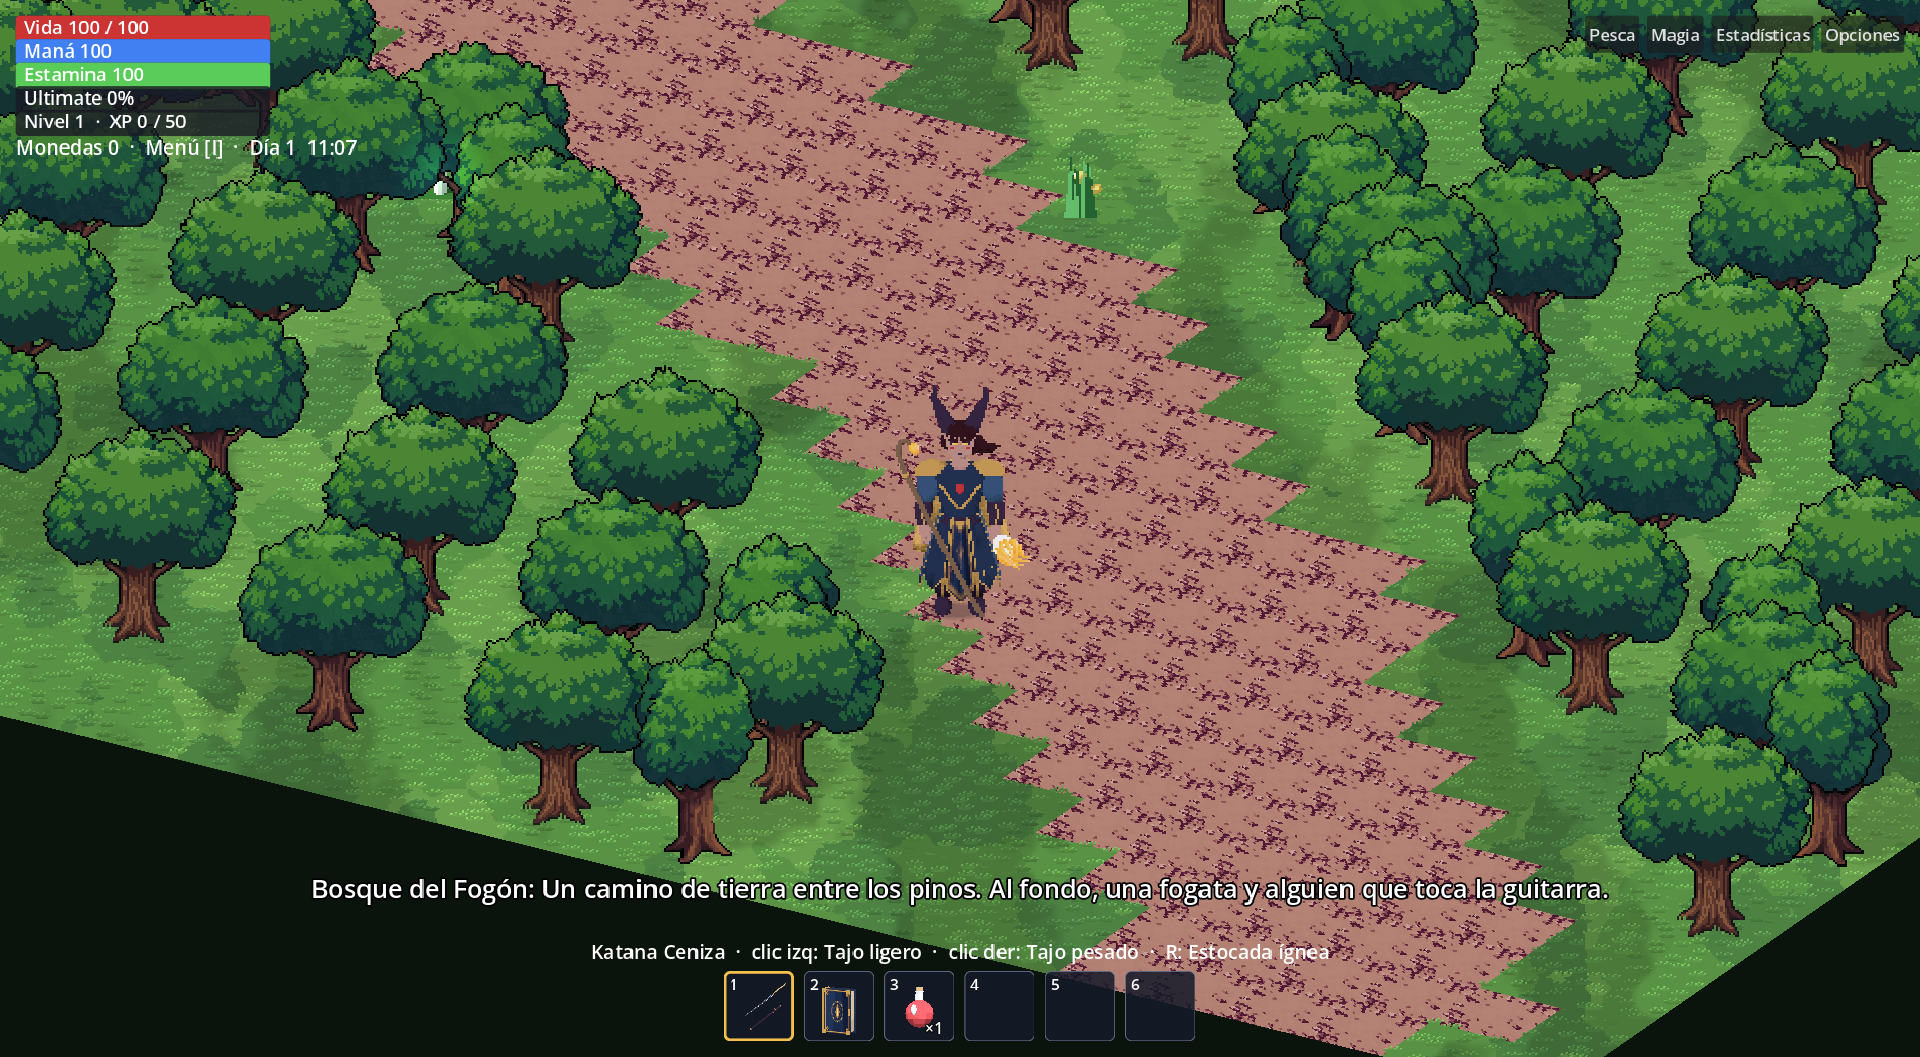 Vida 100 / 100
Maná 100
Estamina 100
Ultimate 0%
Nivel 1 · XP 0 / 50
Monedas 0 · Menú [I] · Día 1 11:07
Pesca Magia Estadísticas Opciones
Bosque del Fogón: Un camino de tierra entre los pinos. Al fondo, una fogata y alguien que toca la guitarra.
Katana Ceniza · clic izq: Tajo ligero · clic der: Tajo pesado · R: Estocada ígnea
1 2 3 4 5 6
×1